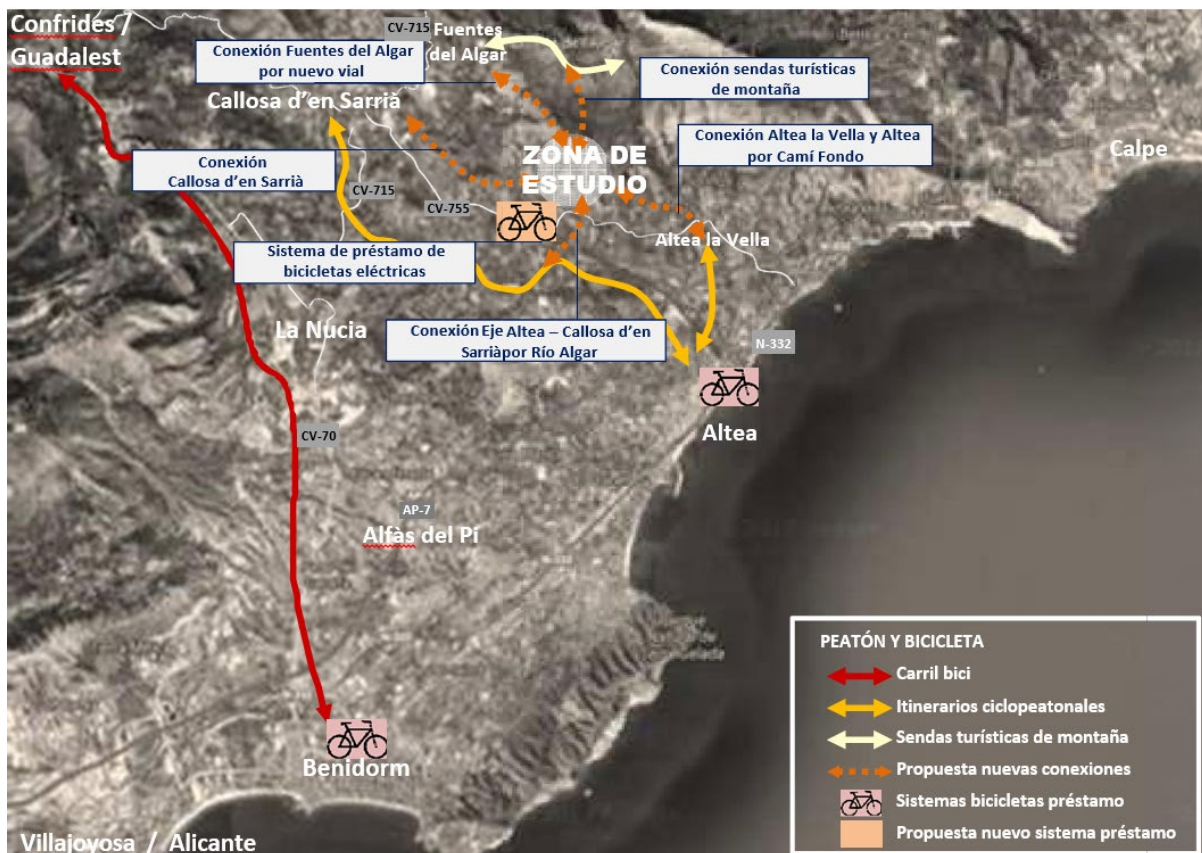 Confrides /
Guadalest
CV-715
Fuentes
del Algar
Conexión Fuentes del Algar
por nuevo vial
Conexión sendas turísticas
de montaña
Callosa d'en Sarrià
Conexión Altea la Vella y Altea
por Camí Fondo
Calpe
Conexión
Callosa d'en Sarrià
ZONA DE
ESTUDIO
CV-715
CV-755
Altea la Vella
Sistema de préstamo de
bicicletas eléctricas
La Nucia
Conexión Eje Altea – Callosa d'en
Sarriàpor Río Algar
N-332
Altea
CV-70
AP-7
Alfàs del Pí
Benidorm
Villajoyosa / Alicante
PEATÓN Y BICICLETA
Carril bici
Itinerarios ciclopeatonales
Sendas turísticas de montaña
Propuesta nuevas conexiones
Sistemas bicicletas préstamo
Propuesta nuevo sistema préstamo